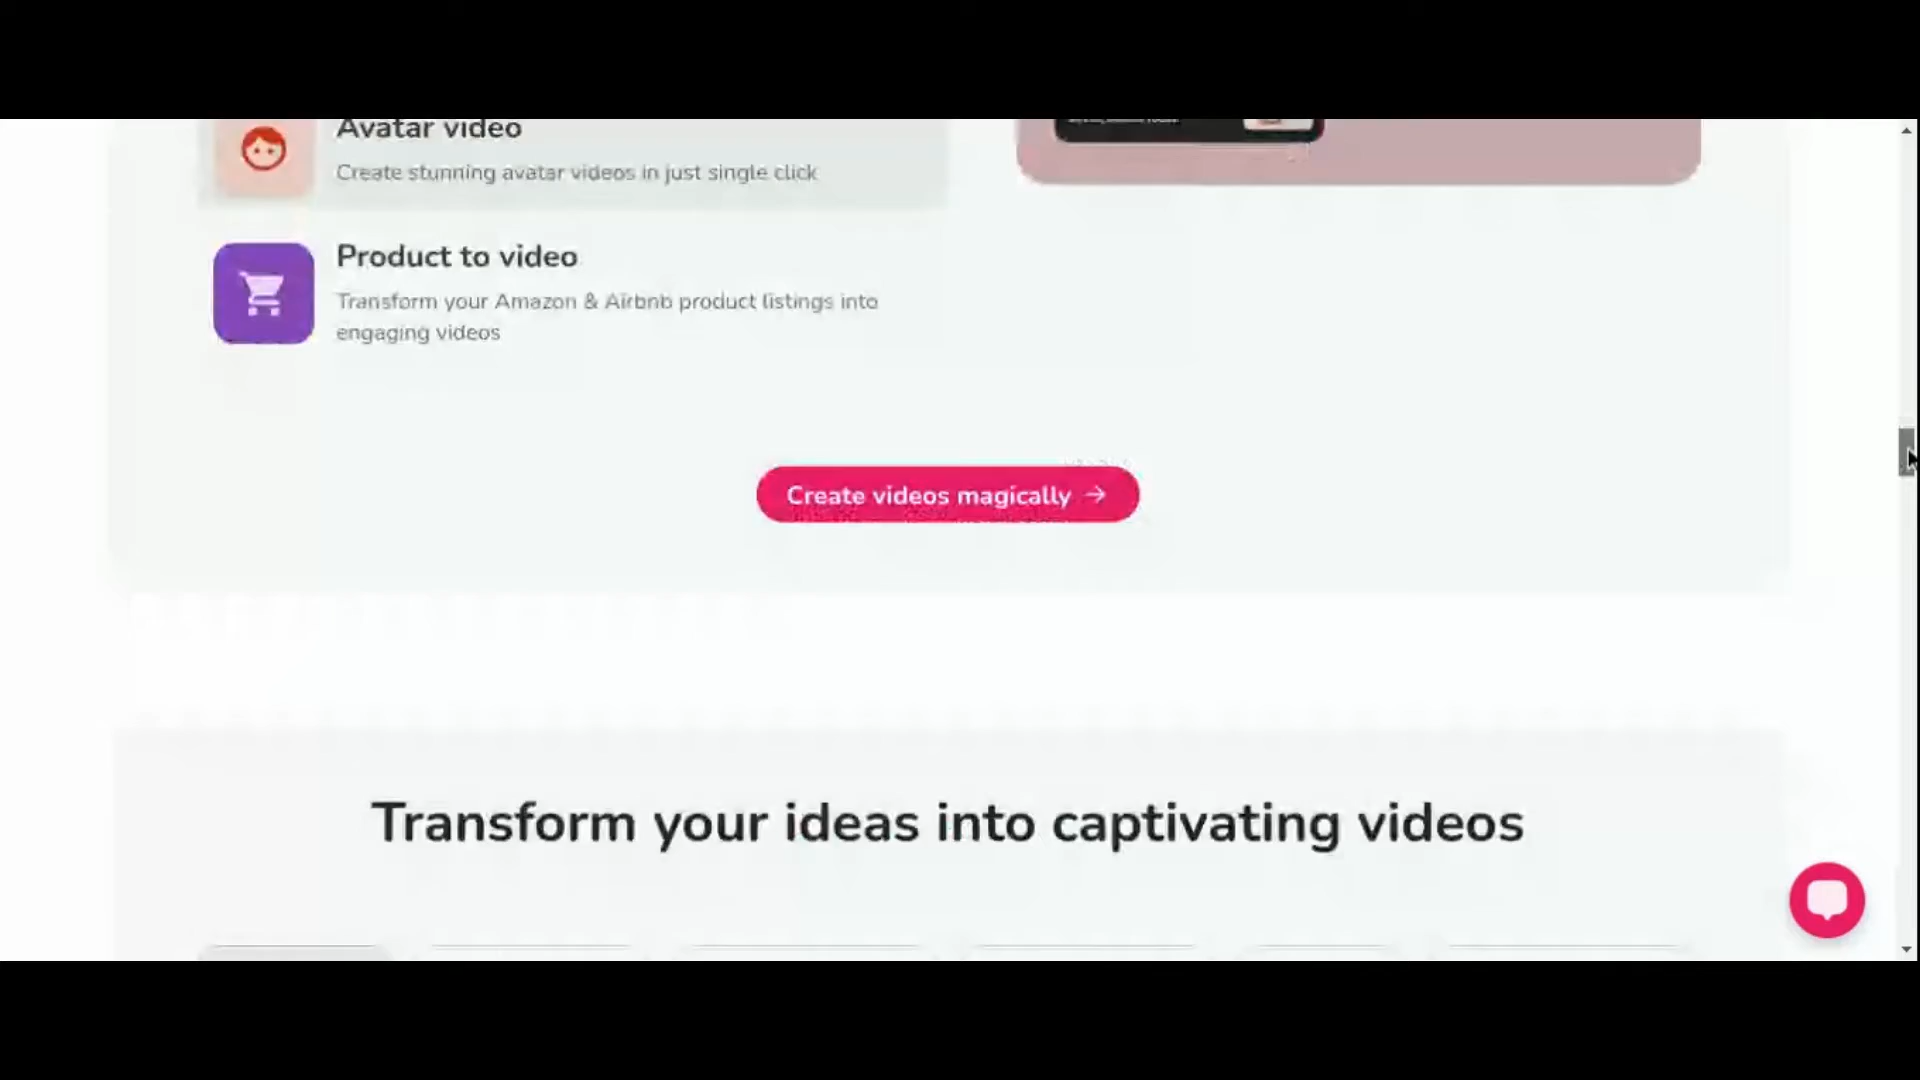 Avatar video
Create stunning avatar videos in just single click
Product to video
Transform your Amazon & Airbnb product listings into
engaging videos
Create videos magically →
Transform your ideas into captivating videos